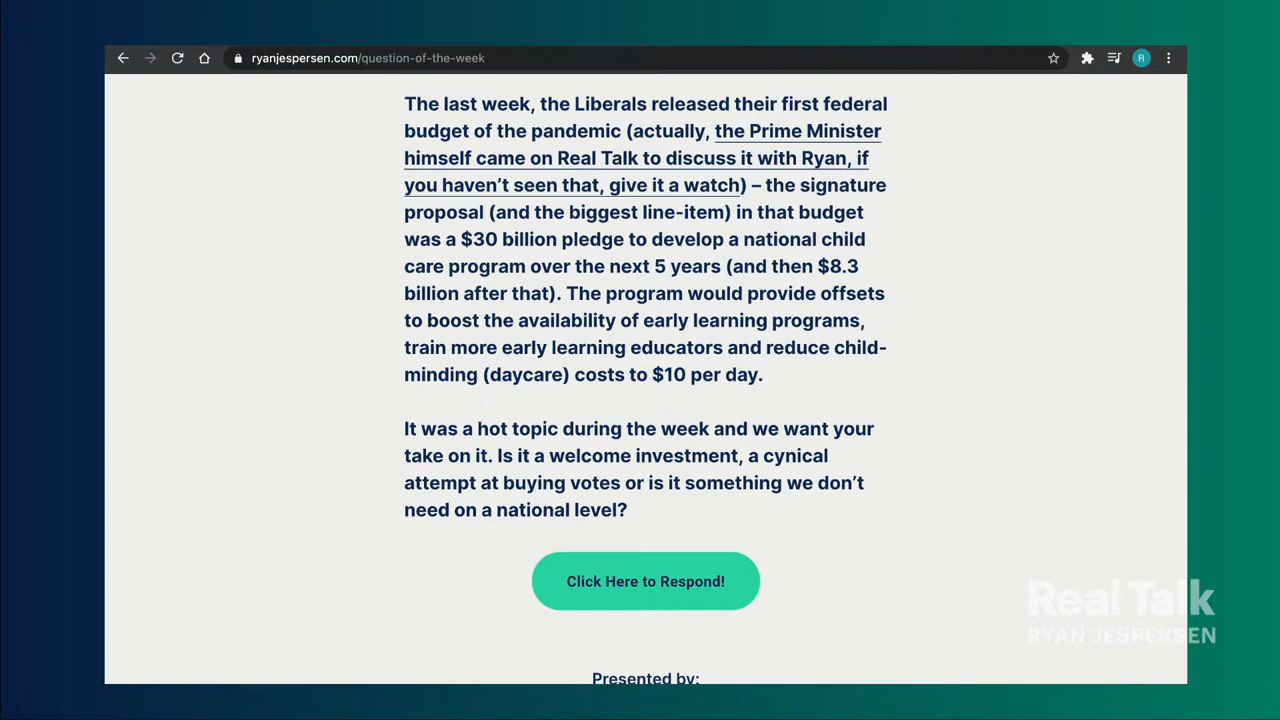 ryanjespersen.com/question-of-the-week
R
The last week, the Liberals released their first federal
budget of the pandemic (actually, the Prime Minister
himself came on Real Talk to discuss it with Ryan, if
you haven’t seen that, give it a watch) – the signature
proposal (and the biggest line-item) in that budget
was a $30 billion pledge to develop a national child
care program over the next 5 years (and then $8.3
billion after that). The program would provide offsets
to boost the availability of early learning programs,
train more early learning educators and reduce child-
minding (daycare) costs to $10 per day.
It was a hot topic during the week and we want your
take on it. Is it a welcome investment, a cynical
attempt at buying votes or is it something we don’t
need on a national level?
Click Here to Respond!
Real Talk
RYAN JESPERSEN
Presented by: